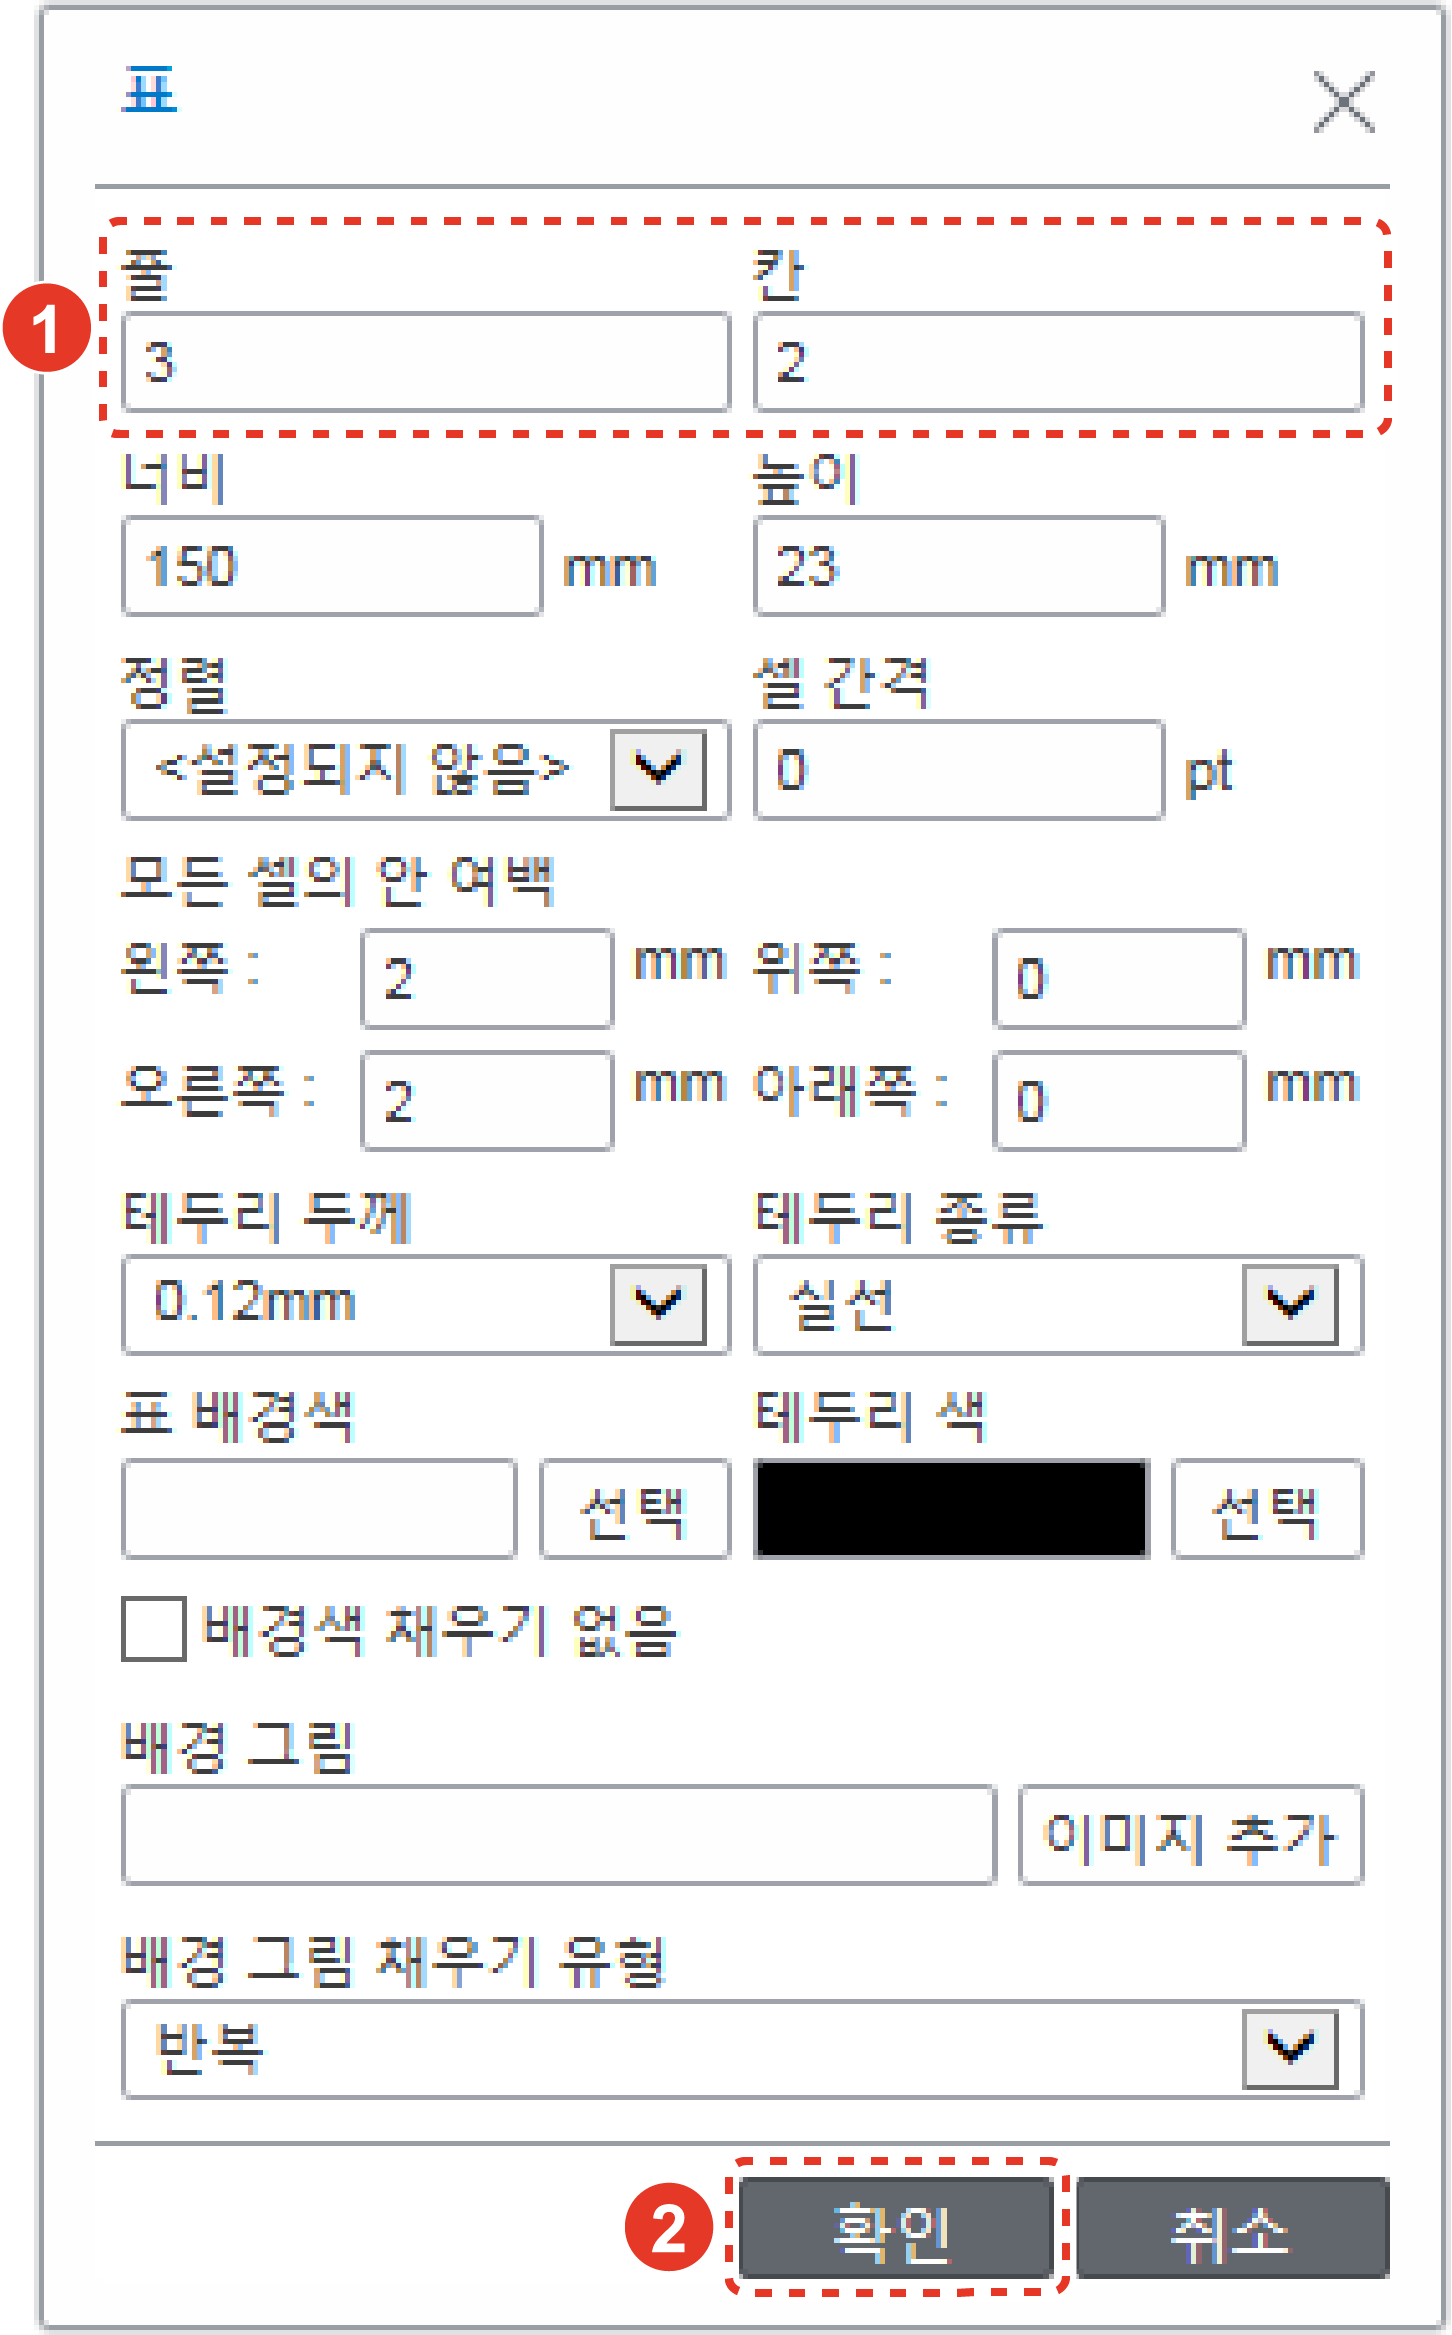 표
1
줄 칸
3 2
너비 높이
150 mm 23 mm
정렬 셀 간격
<설정되지 않음> 0 pt
모든 셀의 안 여백
왼쪽 : 2 mm 위쪽 : 0 mm
오른쪽 : 2 mm 아래쪽 : 0 mm
테두리 두께 테두리 종류
0.12mm 실선
표 배경색 테두리 색
선택 선택
배경색 채우기 없음
배경 그림
이미지 추가
배경 그림 채우기 유형
반복
2 확인 취소